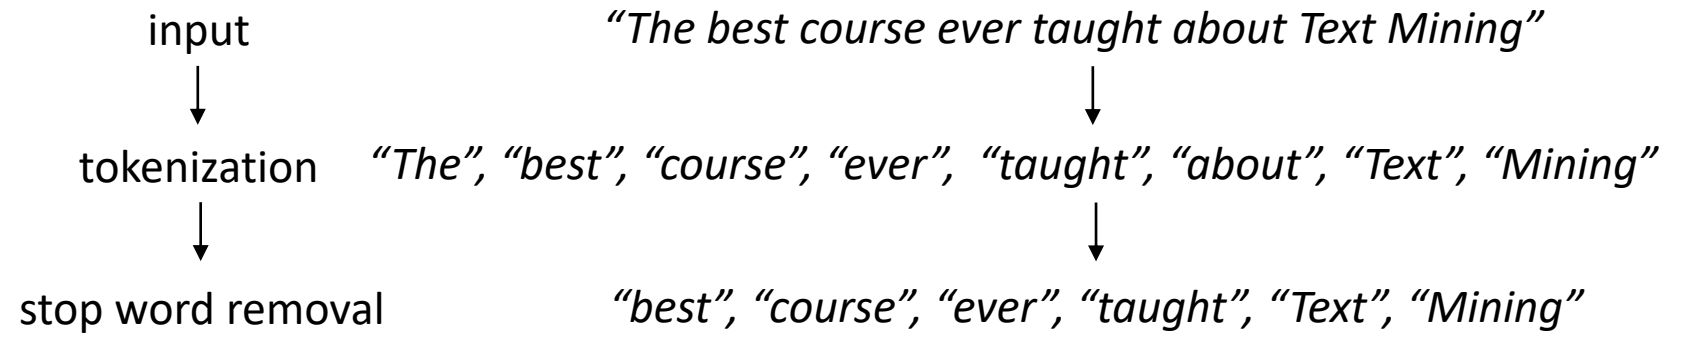 input “The best course ever taught about Text Mining”
tokenization “The”, “best”, “course”, “ever”, “taught”, “about”, “Text”, “Mining”
stop word removal “best”, “course”, “ever”, “taught”, “Text”, “Mining”